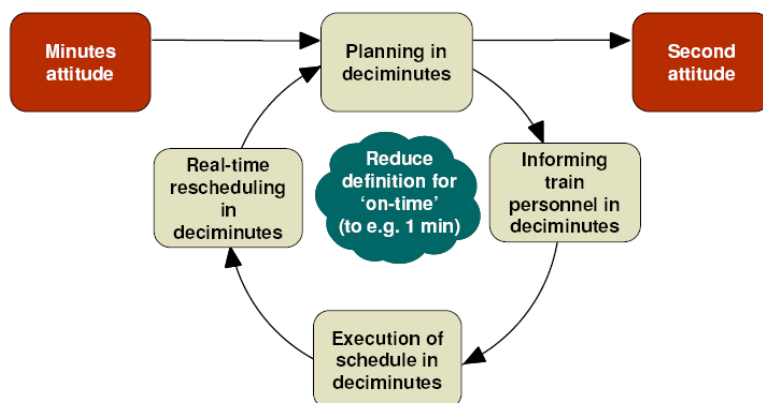 Minutes
attitude
Planning in
deciminutes
Second
attitude
Real-time
rescheduling
in
deciminutes
Reduce
definition for
‘on-time’
(to e.g. 1 min)
Informing
train
personnel in
deciminutes
Execution of
schedule in
deciminutes